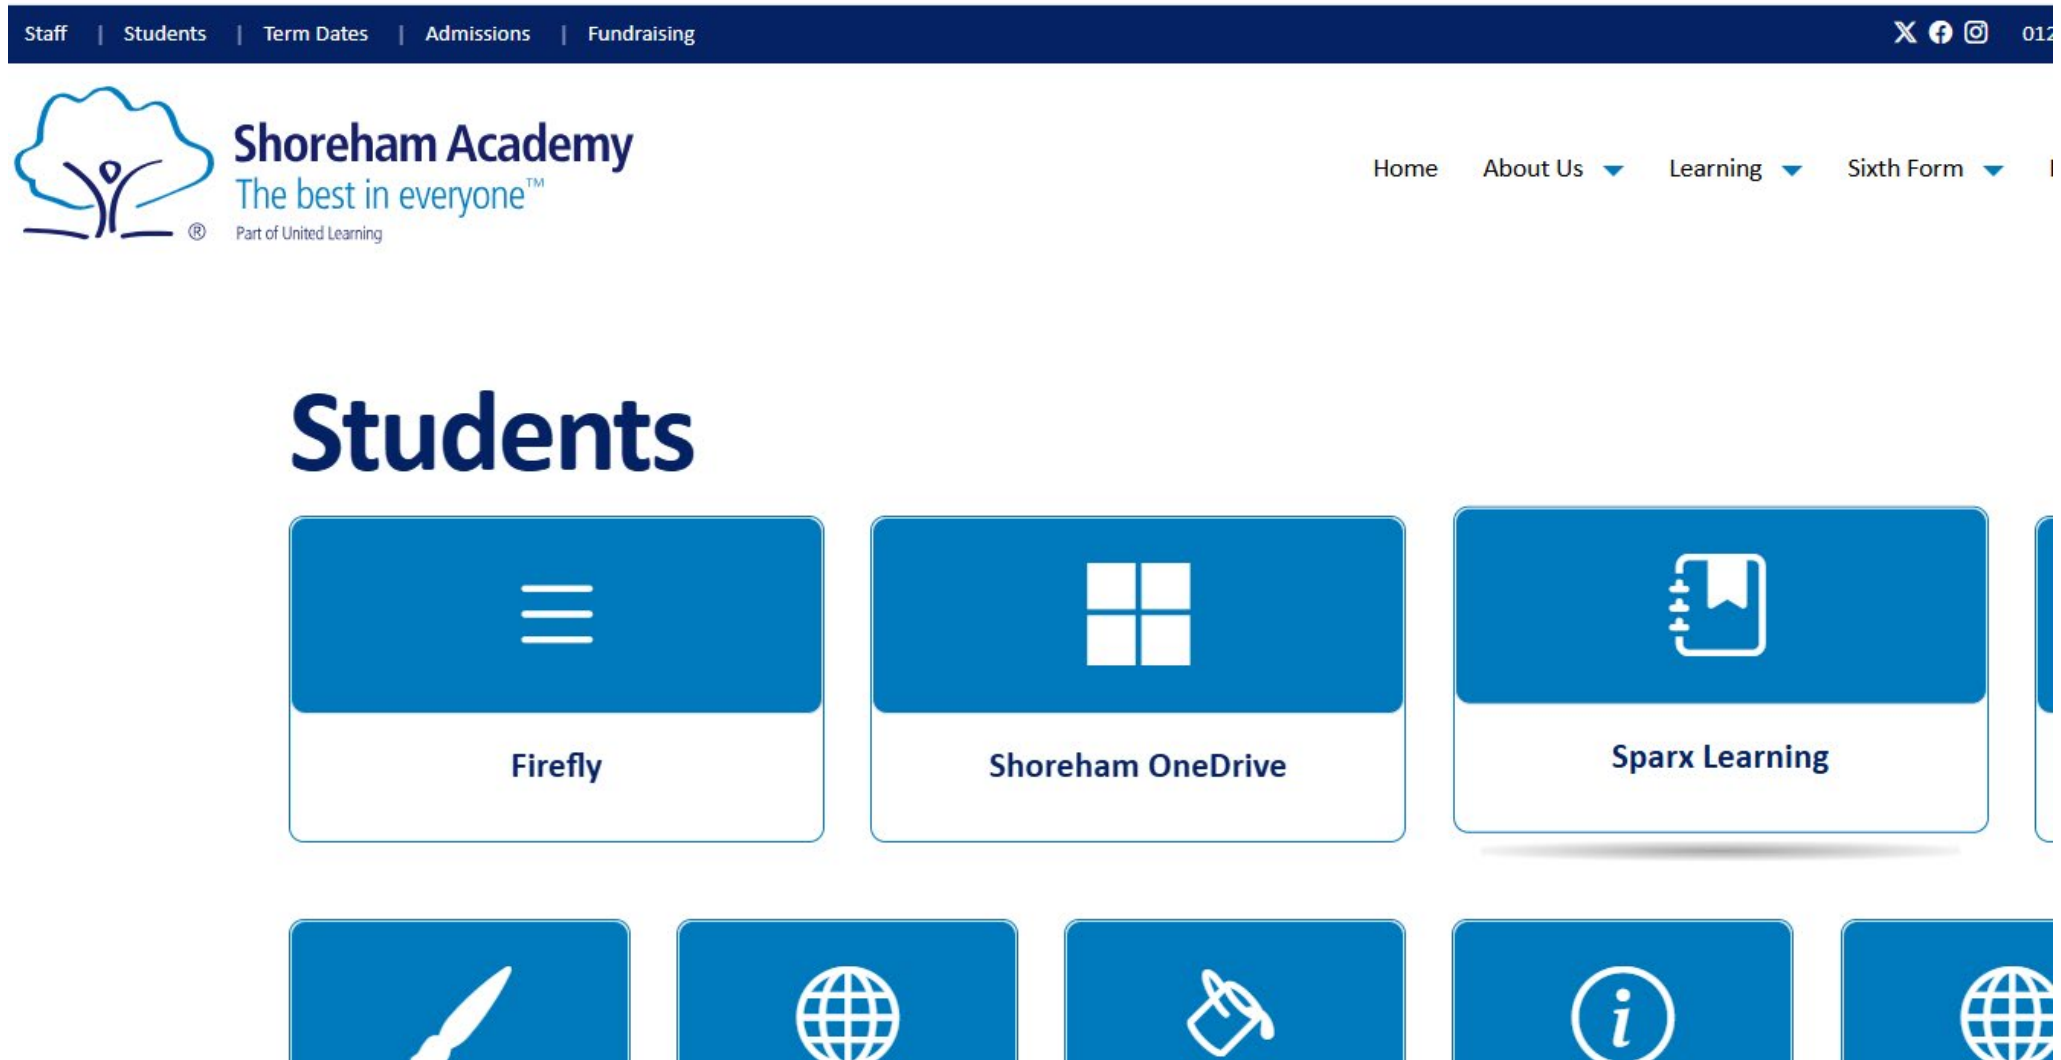 Staff | Students | Term Dates | Admissions | Fundraising 012
Shoreham Academy
The best in everyone™
Part of United Learning
®
Home About Us Learning Sixth Form
Students
Firefly Shoreham OneDrive Sparx Learning